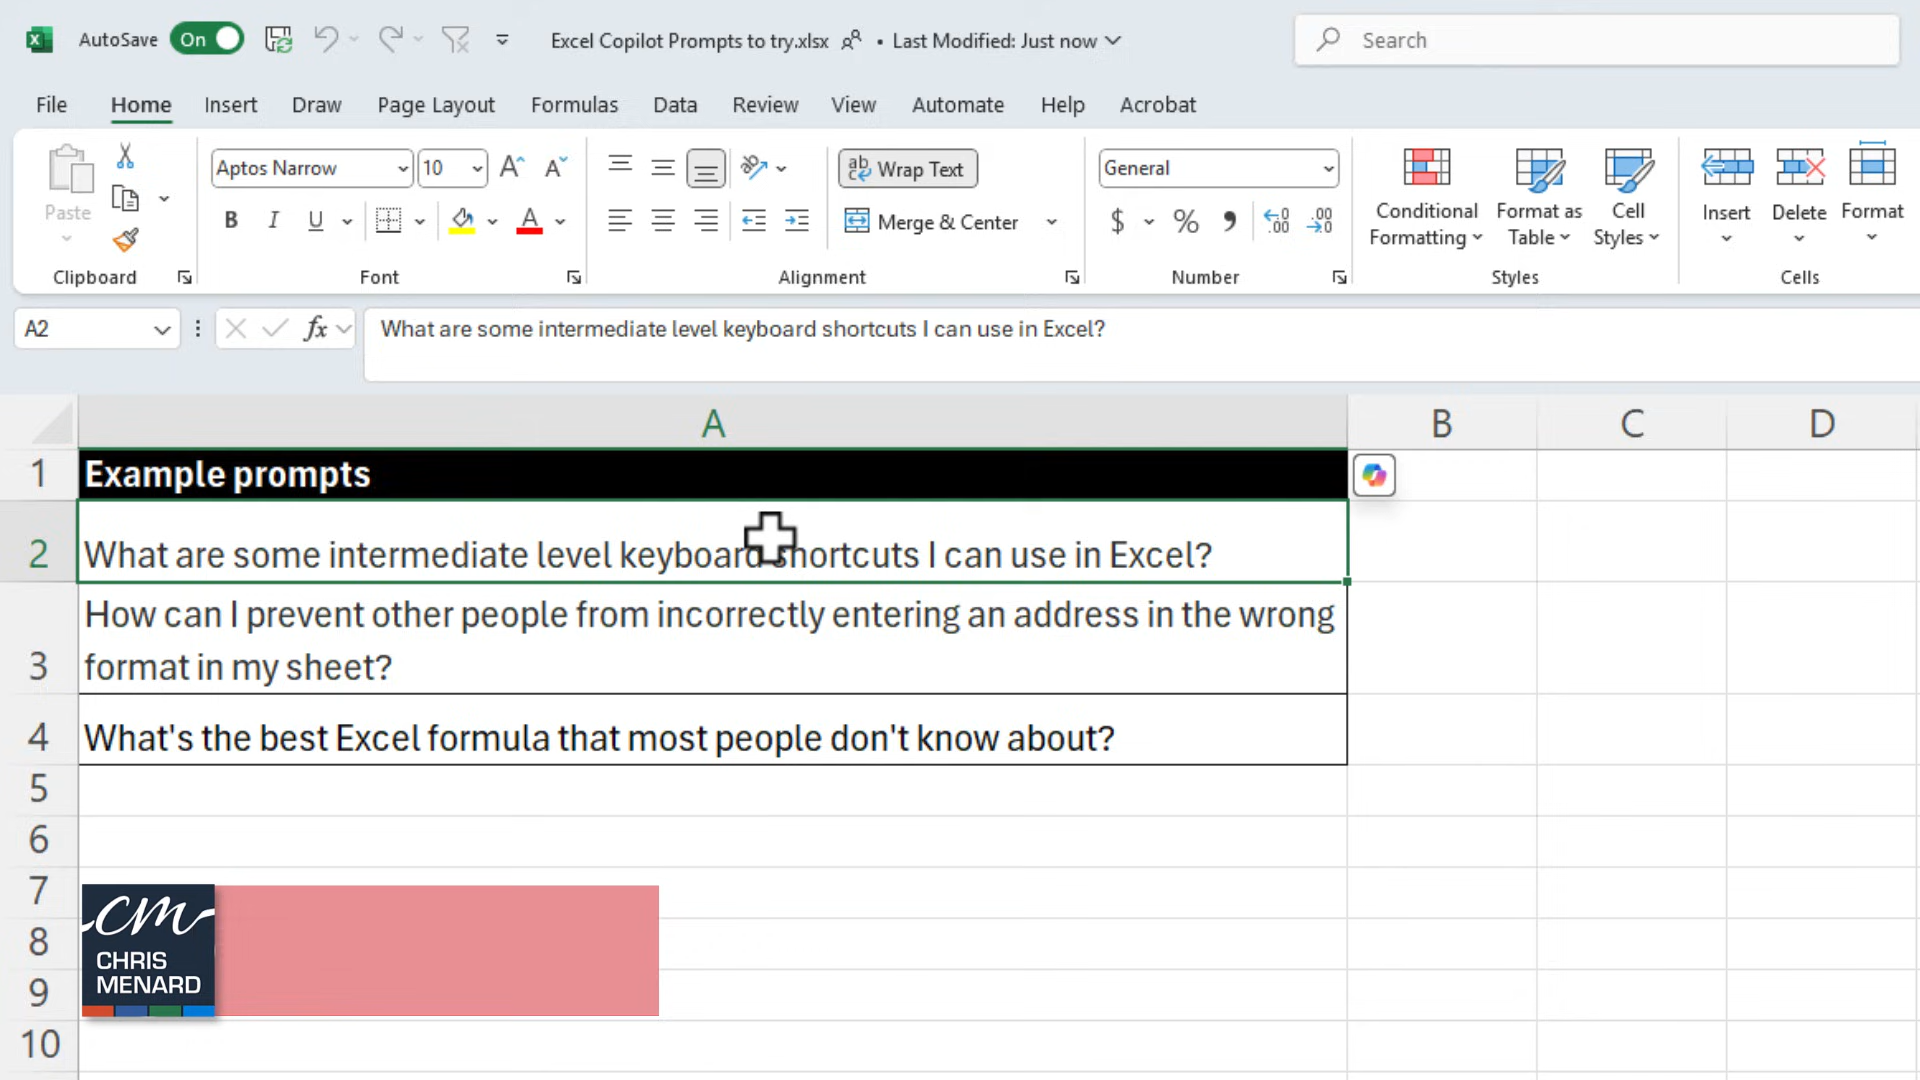 AutoSave On Excel Copilot Prompts to try.xlsx • Last Modified: Just now Search
File Home Insert Draw Page Layout Formulas Data Review View Automate Help Acrobat
Paste
Clipboard
Aptos Narrow 10 A^ A˅
B I U A
Font
ab Wrap Text
Merge & Center
Alignment
General
$ % , .00 .00
Number
Conditional Formatting
Format as Table
Cell Styles
Styles
Insert
Delete
Format
Cells
A2 fx What are some intermediate level keyboard shortcuts I can use in Excel?
A B C D
1 Example prompts
2 What are some intermediate level keyboard shortcuts I can use in Excel?
3 How can I prevent other people from incorrectly entering an address in the wrong
format in my sheet?
4 What's the best Excel formula that most people don't know about?
5
6
7
8
9
10
cm
CHRIS
MENARD